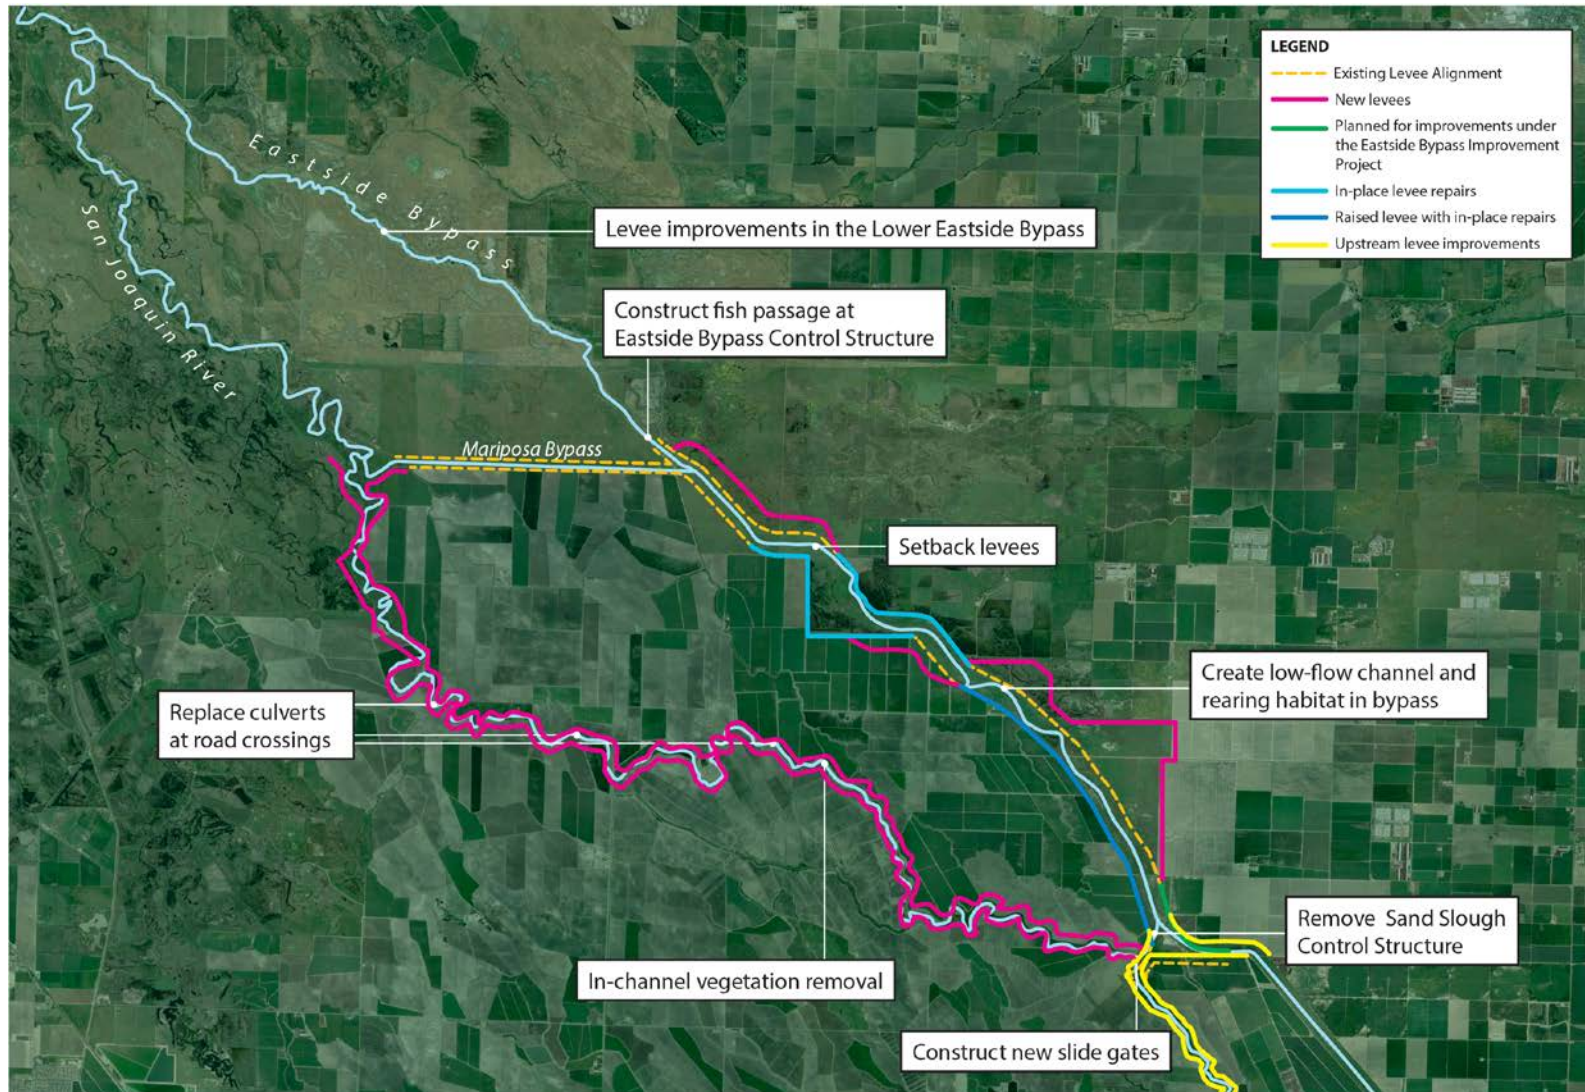 LEGEND
Existing Levee Alignment
New levees
Planned for improvements under
the Eastside Bypass Improvement
Project
In-place levee repairs
Raised levee with in-place repairs
Upstream levee improvements
Eastside Bypass
San Joaquin River
Levee improvements in the Lower Eastside Bypass
Construct fish passage at
Eastside Bypass Control Structure
Mariposa Bypass
Setback levees
Create low-flow channel and
rearing habitat in bypass
Replace culverts
at road crossings
Remove Sand Slough
Control Structure
In-channel vegetation removal
Construct new slide gates